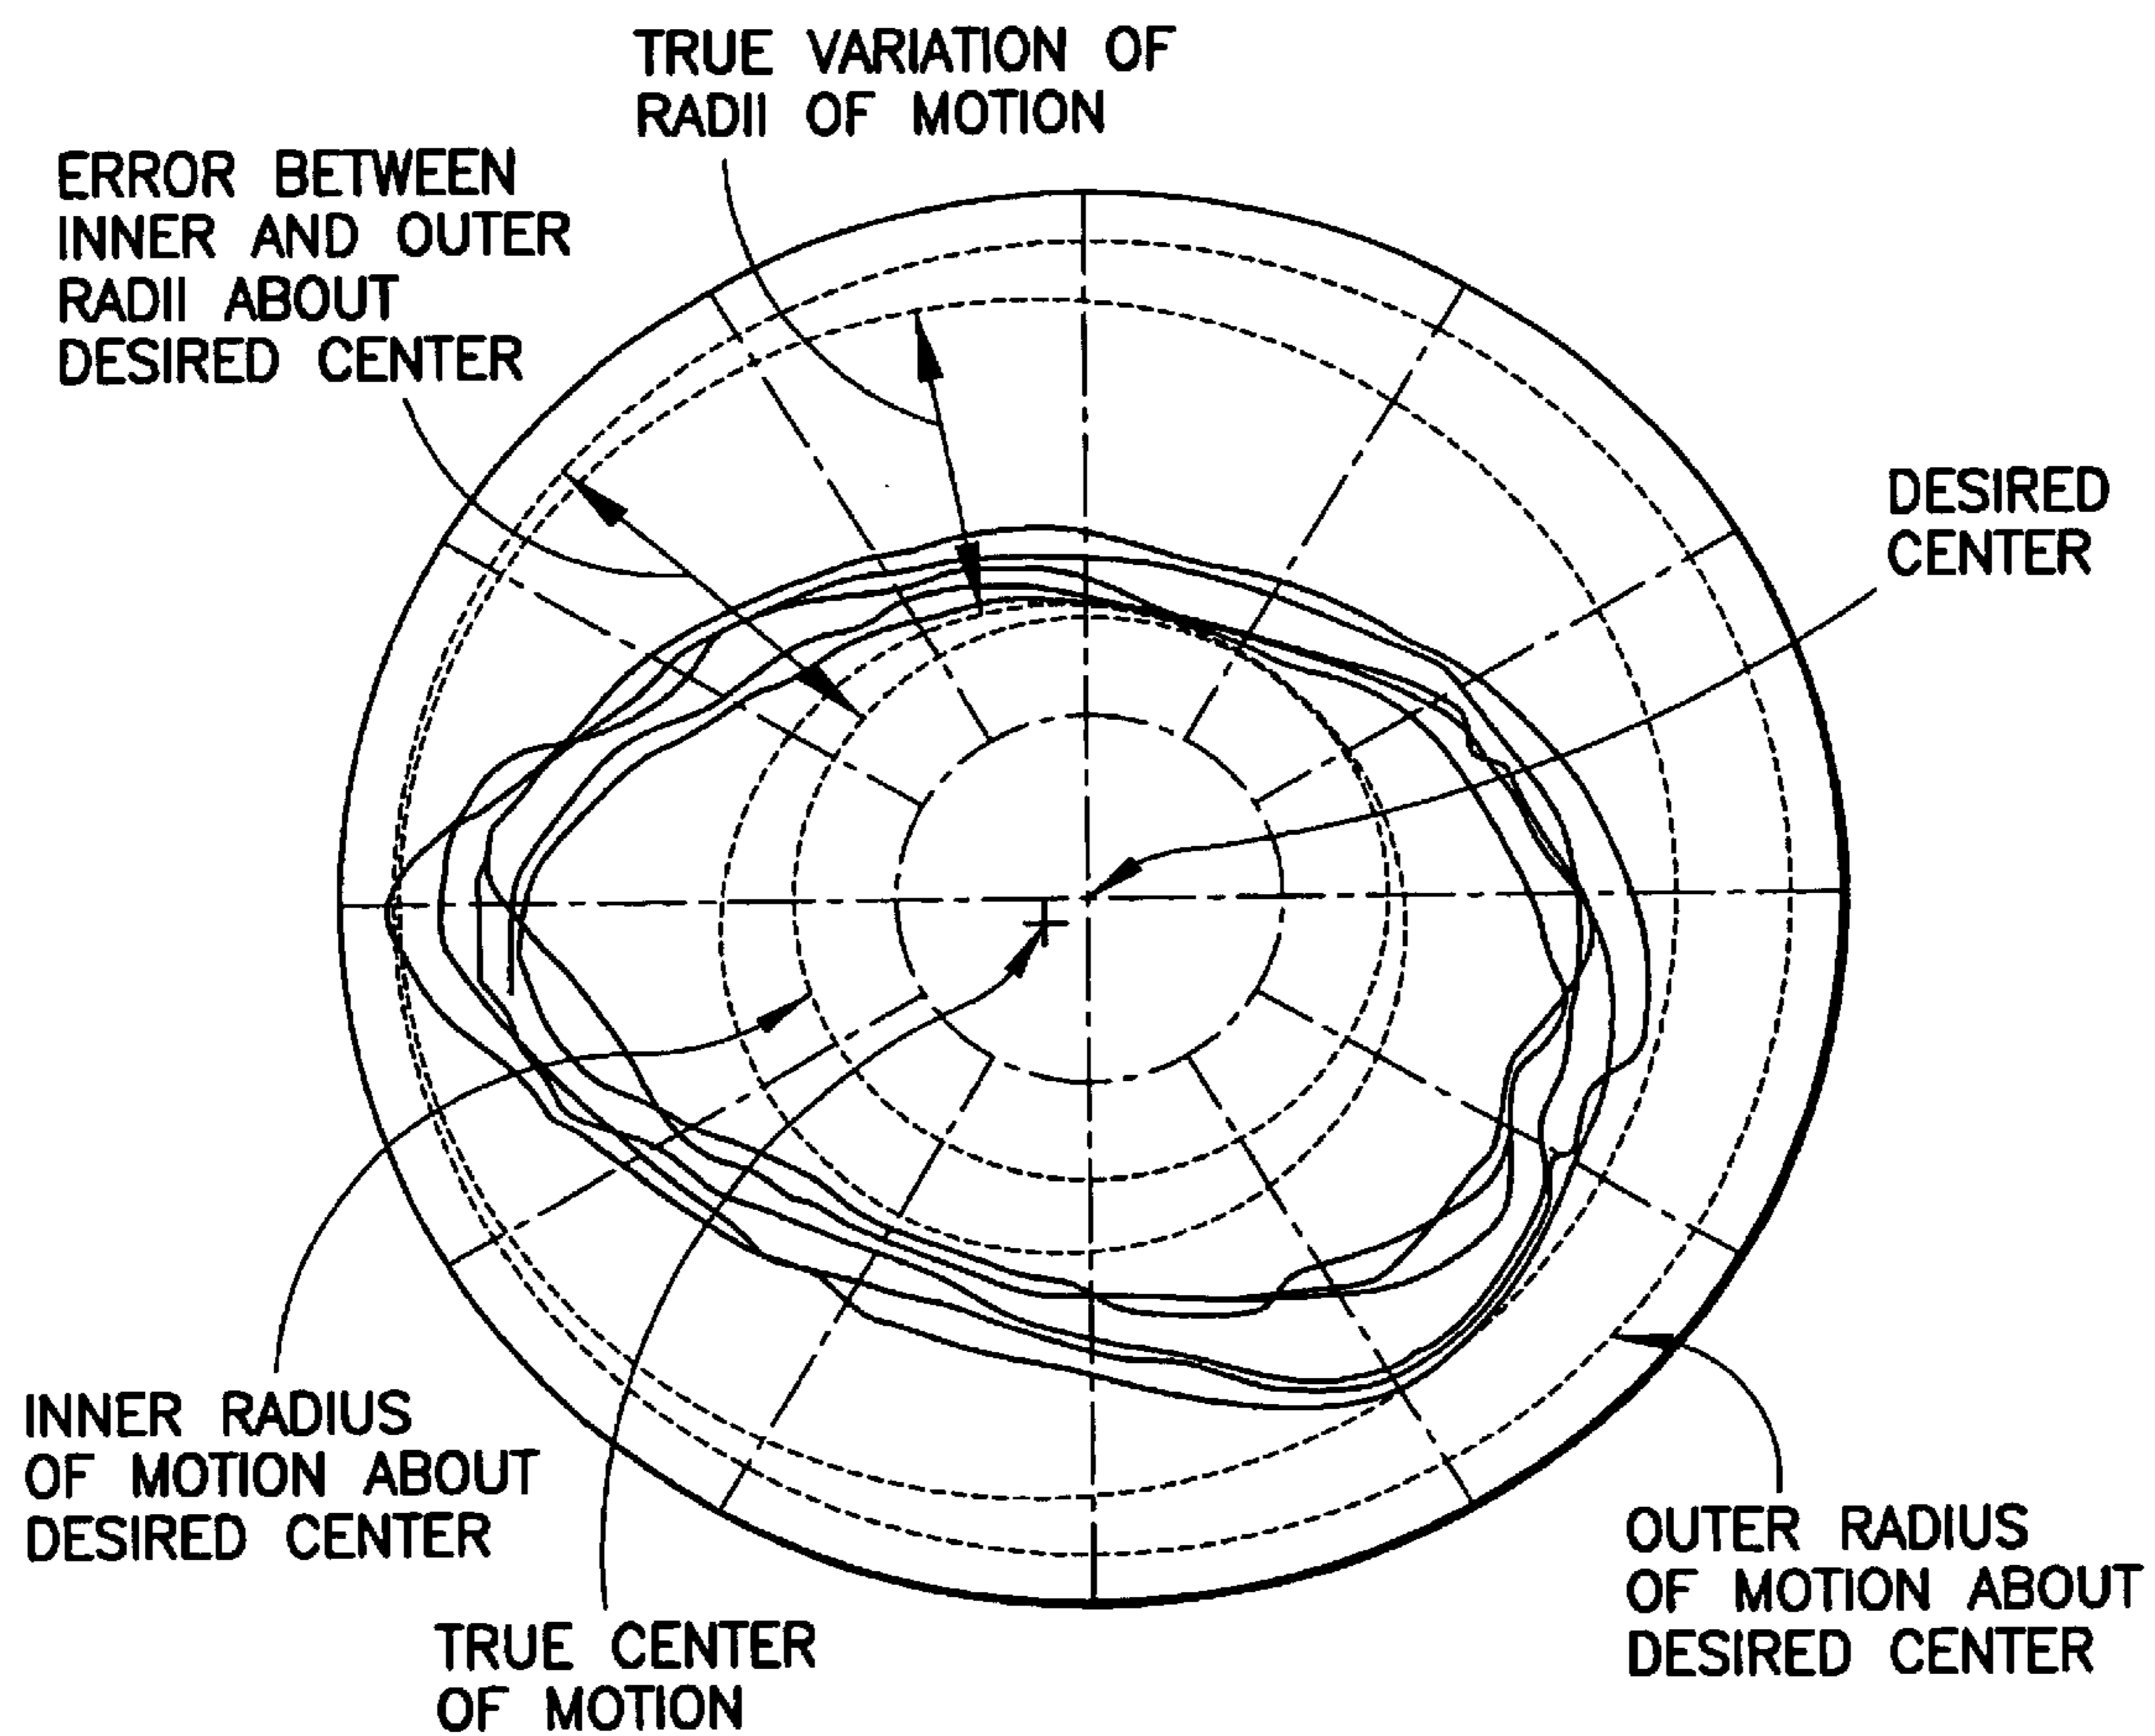 TRUE VARIATION OF
RADII OF MOTION
ERROR BETWEEN
INNER AND OUTER
RADII ABOUT
DESIRED CENTER
DESIRED
CENTER
INNER RADIUS
OF MOTION ABOUT
DESIRED CENTER
TRUE CENTER
OF MOTION
OUTER RADIUS
OF MOTION ABOUT
DESIRED CENTER